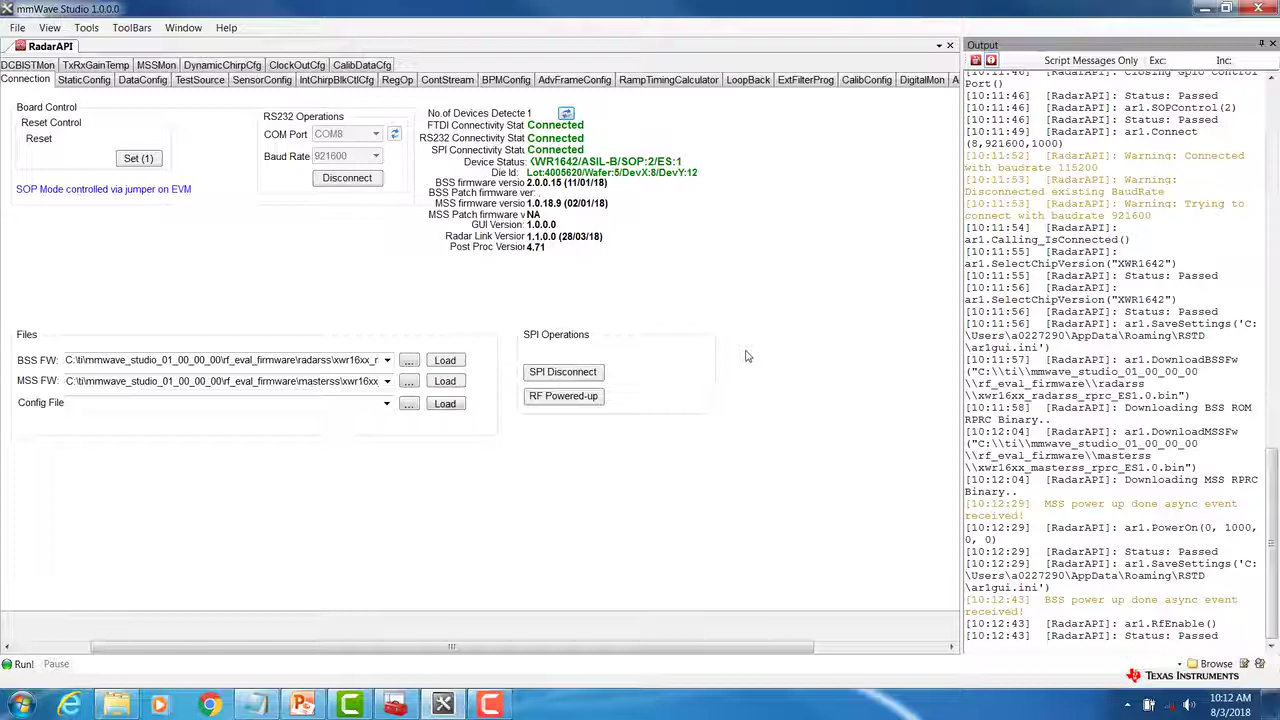 mmWave Studio 1.0.0.0
File View Tools ToolBars Window Help
RadarAPI
DCBISTMon TxRxGainTemp MSSMon DynamicChirpCfg CalibDataCfg
Connection StaticConfig DataConfig TestSource SensorConfig IntChirpBlkCtlCfg RegOp ContStream BPMConfig AdvFrameConfig RampTimingCalculator LoopBack ExtFilterProg CalibConfig DigitalMon A
Board Control
Reset Control
Reset
Set (1)
SOP Mode controlled via jumper on EVM
RS232 Operations
COM Port COM8
Baud Rate 921600
Disconnect
No.of Devices Detecte 1
FTDI Connectivity Stat Connected
RS232 Connectivity Stat Connected
SPI Connectivity Stat Connected
Device Status: XWR1642/ASIL-B/SOP:2/ES:1
Die Id: Lot:4005620/Wafer:5/DevX:8/DevY:12
BSS firmware versio 2.0.0.15 (11/01/18)
BSS Patch firmware ver:
MSS firmware versio 1.0.18.9 (02/01/18)
MSS Patch firmware v NA
GUI Version: 1.0.0.0
Radar Link Version 1.1.0.0 (28/03/18)
Post Proc Versior 4.71
Files
BSS FW: C:\ti\mmwave_studio_01_00_00_00\rf_eval_firmware\radarss\xwr16xx_r ... Load
MSS FW: C:\ti\mmwave_studio_01_00_00_00\rf_eval_firmware\masterss\xwr16xx ... Load
Config File ... Load
SPI Operations
SPI Disconnect
RF Powered-up
Output
Script Messages Only Exc: Inc:
[10:11:46] [RadarAPI]: Closing Gpio Control
Port()
[10:11:46] [RadarAPI]: Status: Passed
[10:11:46] [RadarAPI]: ar1.SOPControl(2)
[10:11:49] [RadarAPI]: ar1.Connect
(8,921600,1000)
[10:11:52] [RadarAPI]: Warning: Connected
with baudrate 115200
[10:11:53] [RadarAPI]: Warning:
Disconnected existing BaudRate
[10:11:53] [RadarAPI]: Warning: Trying to
connect with baudrate 921600
[10:11:54] [RadarAPI]:
ar1.Calling_IsConnected()
[10:11:55] [RadarAPI]:
ar1.SelectChipVersion("XWR1642")
[10:11:55] [RadarAPI]: Status: Passed
[10:11:56] [RadarAPI]:
ar1.SelectChipVersion("XWR1642")
[10:11:56] [RadarAPI]: Status: Passed
[10:11:56] [RadarAPI]: ar1.SaveSettings('C:
\Users\a0227290\AppData\Roaming\RSTD
\ar1gui.ini')
[10:11:57] [RadarAPI]: ar1.DownloadBSSFw
("C:\\ti\\mmwave_studio_01_00_00_00
\\rf_eval_firmware\\radarss
\\xwr16xx_radarss_rprc_ES1.0.bin")
[10:11:58] [RadarAPI]: Downloading BSS ROM
RPRC Binary..
[10:12:04] [RadarAPI]: ar1.DownloadMSSFw
("C:\\ti\\mmwave_studio_01_00_00_00
\\rf_eval_firmware\\masterss
\\xwr16xx_masterss_rprc_ES1.0.bin")
[10:12:04] [RadarAPI]: Downloading MSS RPRC
Binary..
[10:12:29] [RadarAPI]: MSS power up done async event
received!
[10:12:29] [RadarAPI]: ar1.PowerOn(0, 1000,
0, 0)
[10:12:29] [RadarAPI]: Status: Passed
[10:12:29] [RadarAPI]: ar1.SaveSettings('C:
\Users\a0227290\AppData\Roaming\RSTD
\ar1gui.ini')
[10:12:43] [RadarAPI]: BSS power up done async event
received!
[10:12:43] [RadarAPI]: ar1.RfEnable()
[10:12:43] [RadarAPI]: Status: Passed
Run! Pause
Browse
TEXAS INSTRUMENTS
10:12 AM
8/3/2018